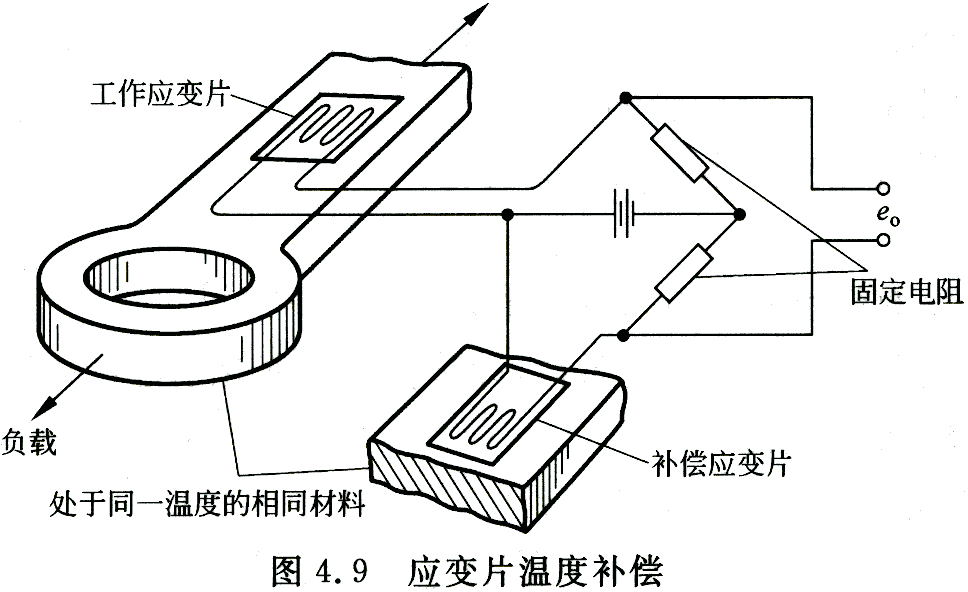 工作应变片
e₀
固定电阻
负载
补偿应变片
处于同一温度的相同材料
图 4.9 应变片温度补偿